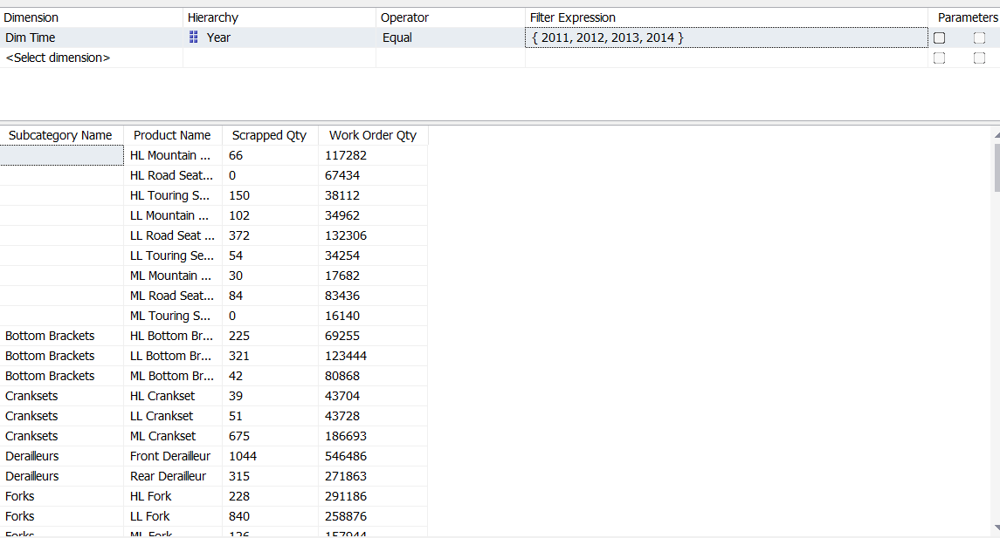 Dimension Hierarchy Operator Filter Expression Parameters
Dim Time Year Equal { 2011, 2012, 2013, 2014 }
<Select dimension>
Subcategory Name Product Name Scrapped Qty Work Order Qty
HL Mountain ... 66 117282
HL Road Seat... 0 67434
HL Touring S... 150 38112
LL Mountain ... 102 34962
LL Road Seat ... 372 132306
LL Touring Se... 54 34254
ML Mountain ... 30 17682
ML Road Seat... 84 83436
ML Touring S... 0 16140
Bottom Brackets HL Bottom Br... 225 69255
Bottom Brackets LL Bottom Br... 321 123444
Bottom Brackets ML Bottom Br... 42 80868
Cranksets HL Crankset 39 43704
Cranksets LL Crankset 51 43728
Cranksets ML Crankset 675 186693
Derailleurs Front Derailleur 1044 546486
Derailleurs Rear Derailleur 315 271863
Forks HL Fork 228 291186
Forks LL Fork 840 258876
Forks ML Fork 126 157944